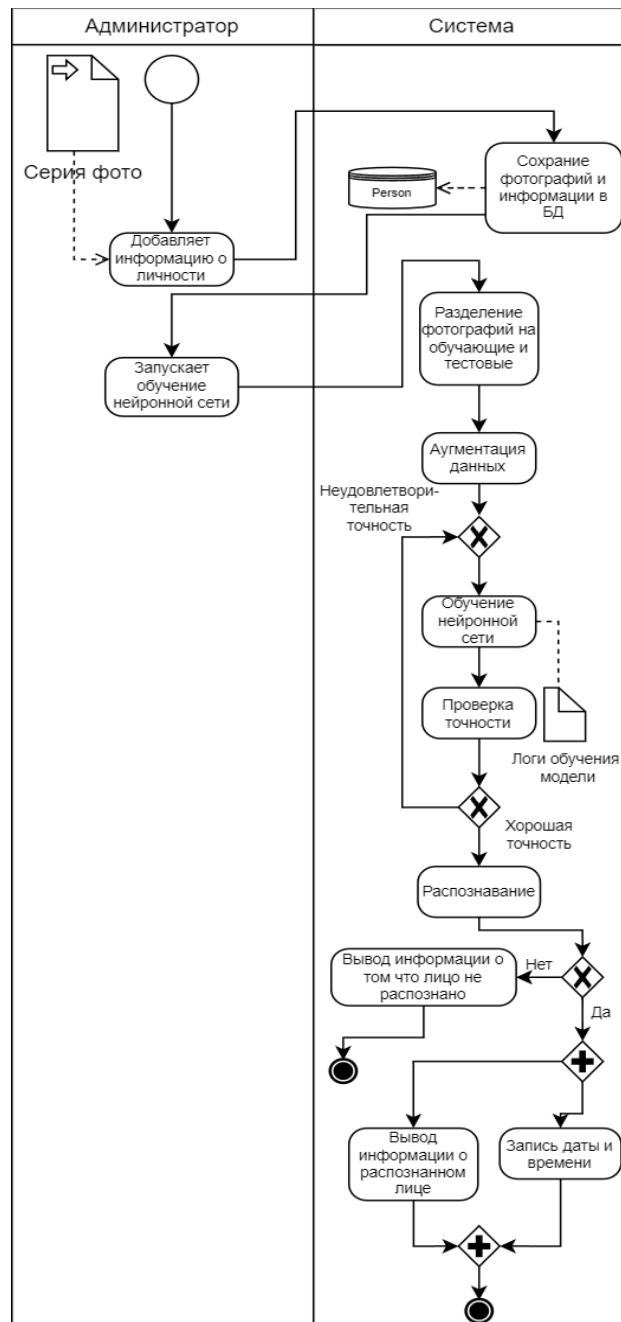 Администратор
Система
Серия фото
Добавляет
информацию о
личности
Person
Сохрание
фотографий и
информации в
БД
Запускает
обучение
нейронной сети
Разделение
фотографий на
обучающие и
тестовые
Аугментация
данных
Неудовлетвори-
тельная
точность
Обучение
нейронной
сети
Проверка
точности
Логи обучения
модели
Хорошая
точность
Распознавание
Вывод информации о
том что лицо не
распознано
Нет
Да
Вывод
информации о
распознанном
лице
Запись даты и
времени